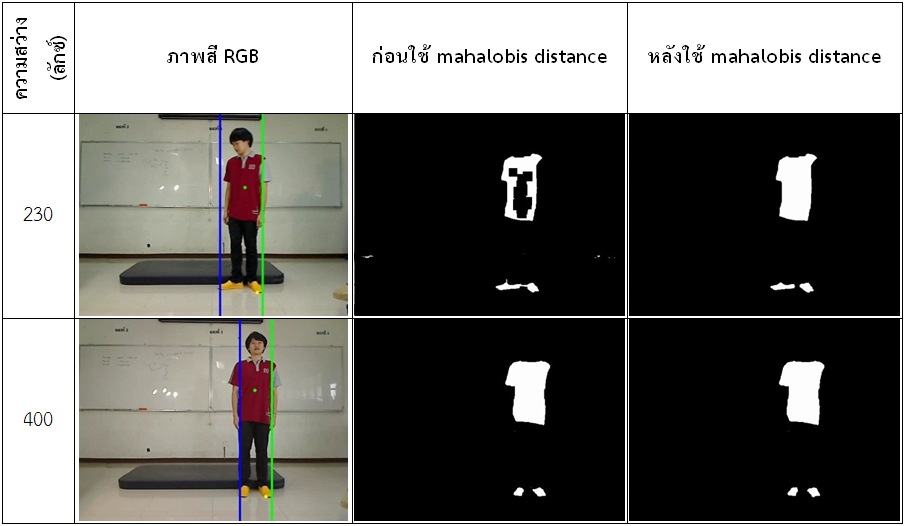 ความสว่าง
(ลักซ์)
ภาพสี RGB
ก่อนใช้ mahalobis distance
หลังใช้ mahalobis distance
230
400